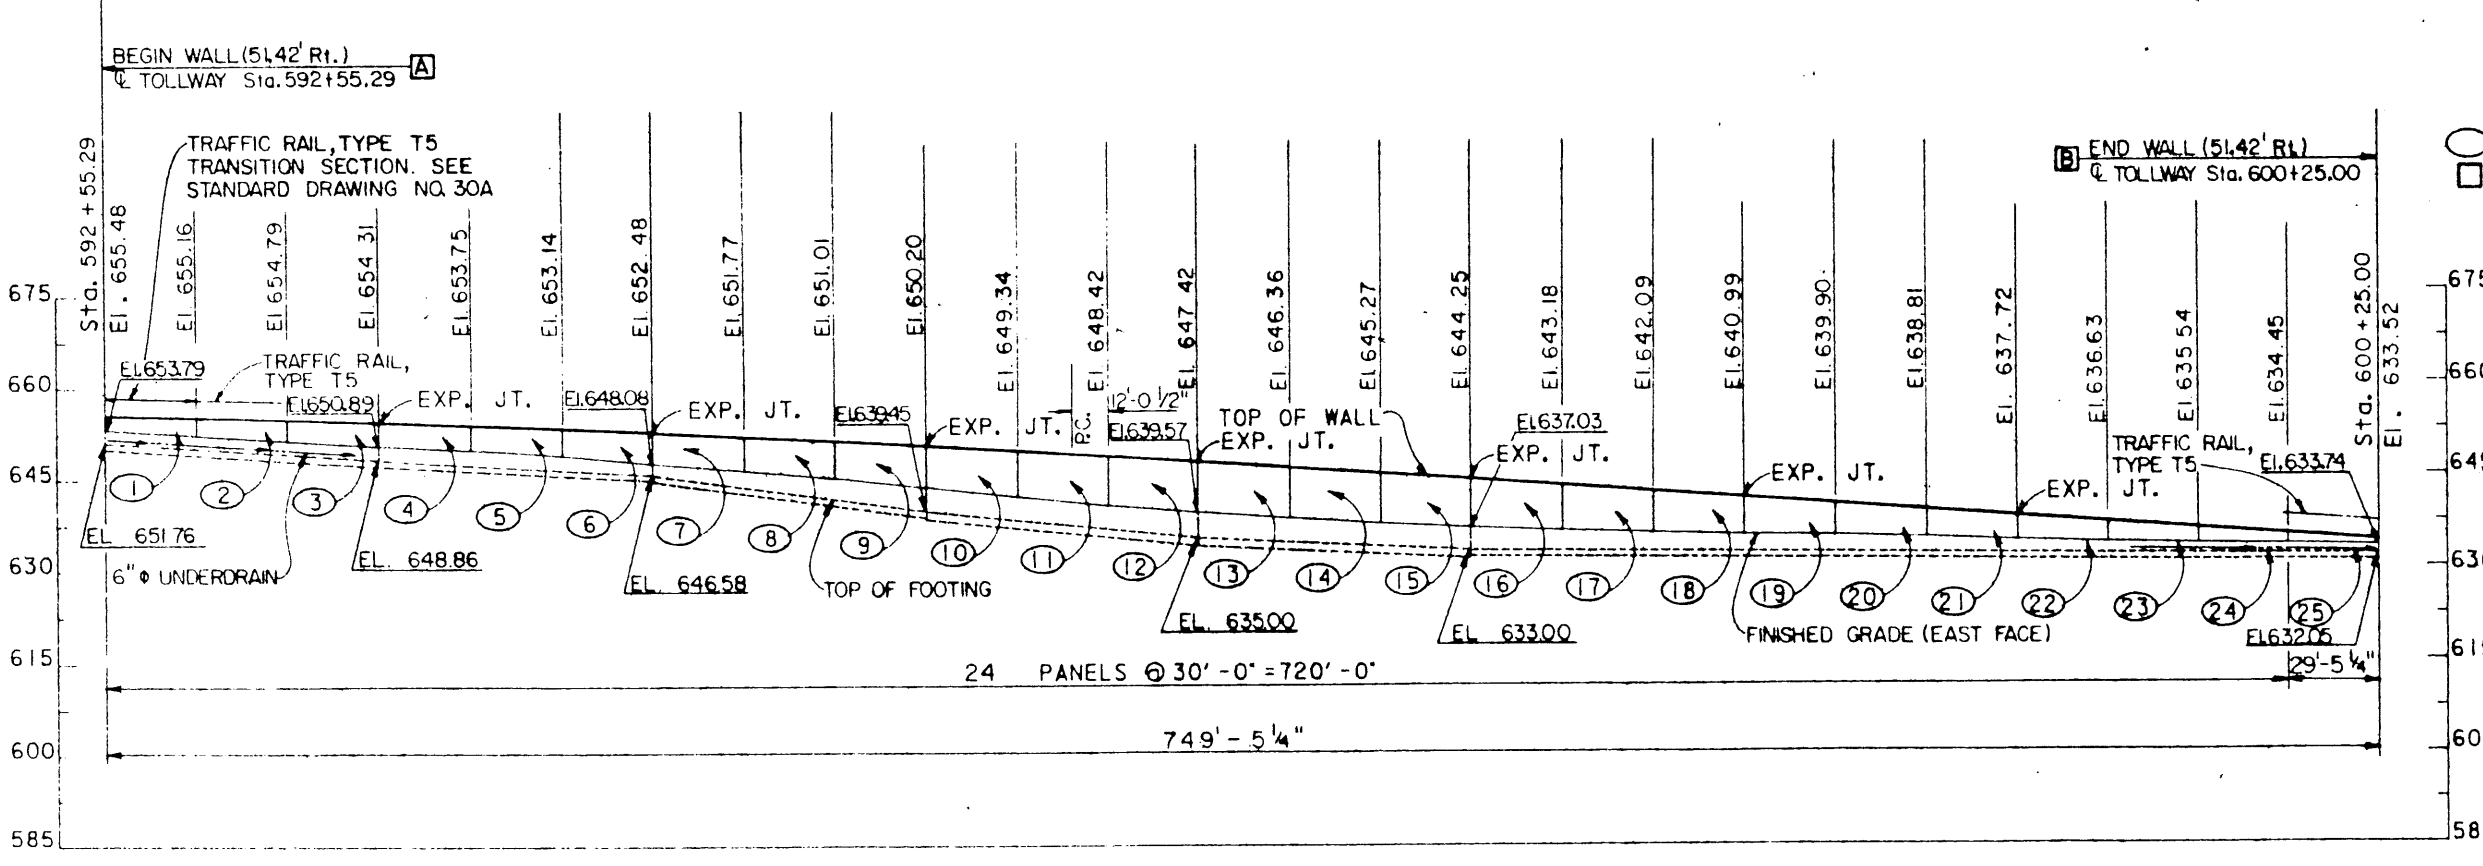 BEGIN WALL (51.42' Rt.)
℄ TOLLWAY Sta. 592+55.29
A
TRAFFIC RAIL, TYPE T5
TRANSITION SECTION. SEE
STANDARD DRAWING NO. 30A
B
END WALL (51.42' Rt.)
℄ TOLLWAY Sta. 600+25.00
Sta. 592 + 55.29
El. 655.48
El. 655.16
El 654.79
El 654.31
El. 653.75
El. 653.14
El. 652.48
El. 651.77
El. 651.01
El. 650.20
El. 649.34
El. 648.42
El. 647.42
El. 646.36
El. 645.27
El. 644.25
El. 643.18
El. 642.09
El. 640.99
El. 639.90
El. 638.81
El. 637.72
El. 636.63
El. 635.54
El. 634.45
Sta. 600+25.00
El. 633.52
675
660
645
630
615
600
585
El. 653.79
TRAFFIC RAIL,
TYPE T5
El. 650.89
EXP. JT.
El. 648.08
EXP. JT.
El. 639.45
EXP. JT.
P.C.
12'-0 1/2"
El. 639.57
TOP OF WALL
EXP. JT.
El. 637.03
EXP. JT.
EXP. JT.
EXP. JT.
TRAFFIC RAIL,
TYPE T5
El. 633.74
1
2
3
4
5
6
7
8
9
10
11
12
13
14
15
16
17
18
19
20
21
22
23
24
25
EL 651.76
6" Φ UNDERDRAIN
EL. 648.86
EL. 646.58
TOP OF FOOTING
EL. 635.00
EL 633.00
FINISHED GRADE (EAST FACE)
El. 632.05
24 PANELS @ 30'-0" = 720'-0"
29'-5 1/4"
749'-5 1/4"
675